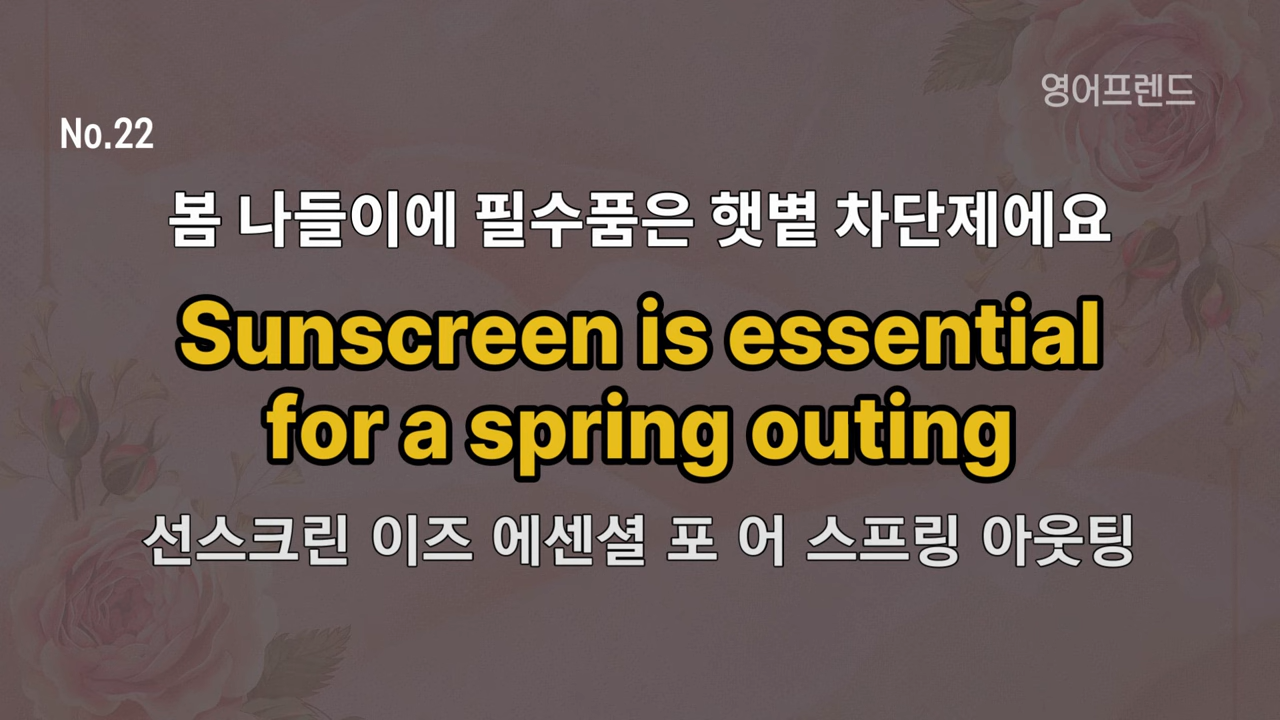 영어프렌드
No.22
봄 나들이에 필수품은 햇볕 차단제에요
Sunscreen is essential
for a spring outing
선스크린 이즈 에센셜 포 어 스프링 아웃팅